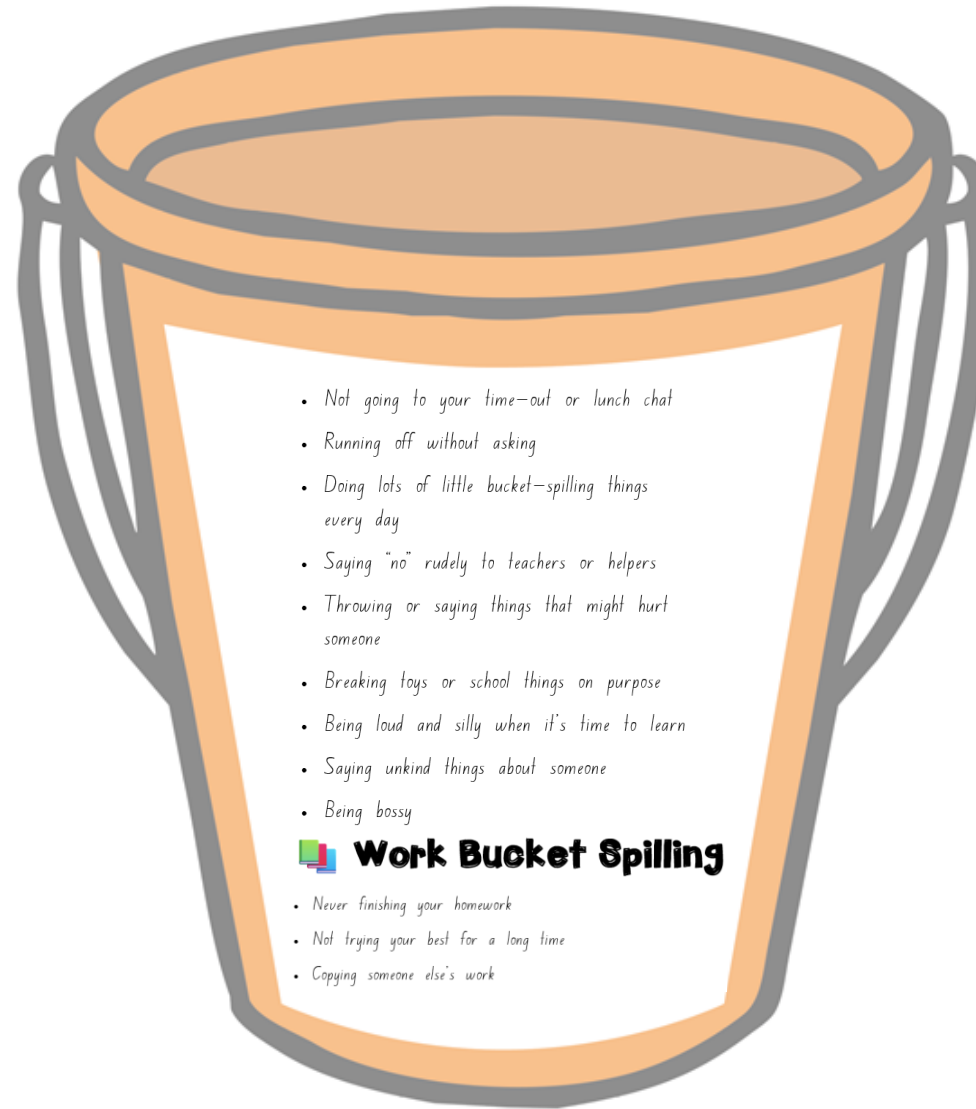 • Not going to your time–out or lunch chat
• Running off without asking
• Doing lots of little bucket–spilling things
every day
• Saying “no” rudely to teachers or helpers
• Throwing or saying things that might hurt
someone
• Breaking toys or school things on purpose
• Being loud and silly when it's time to learn
• Saying unkind things about someone
• Being bossy
Work Bucket Spilling
• Never finishing your homework
• Not trying your best for a long time
• Copying someone else's work